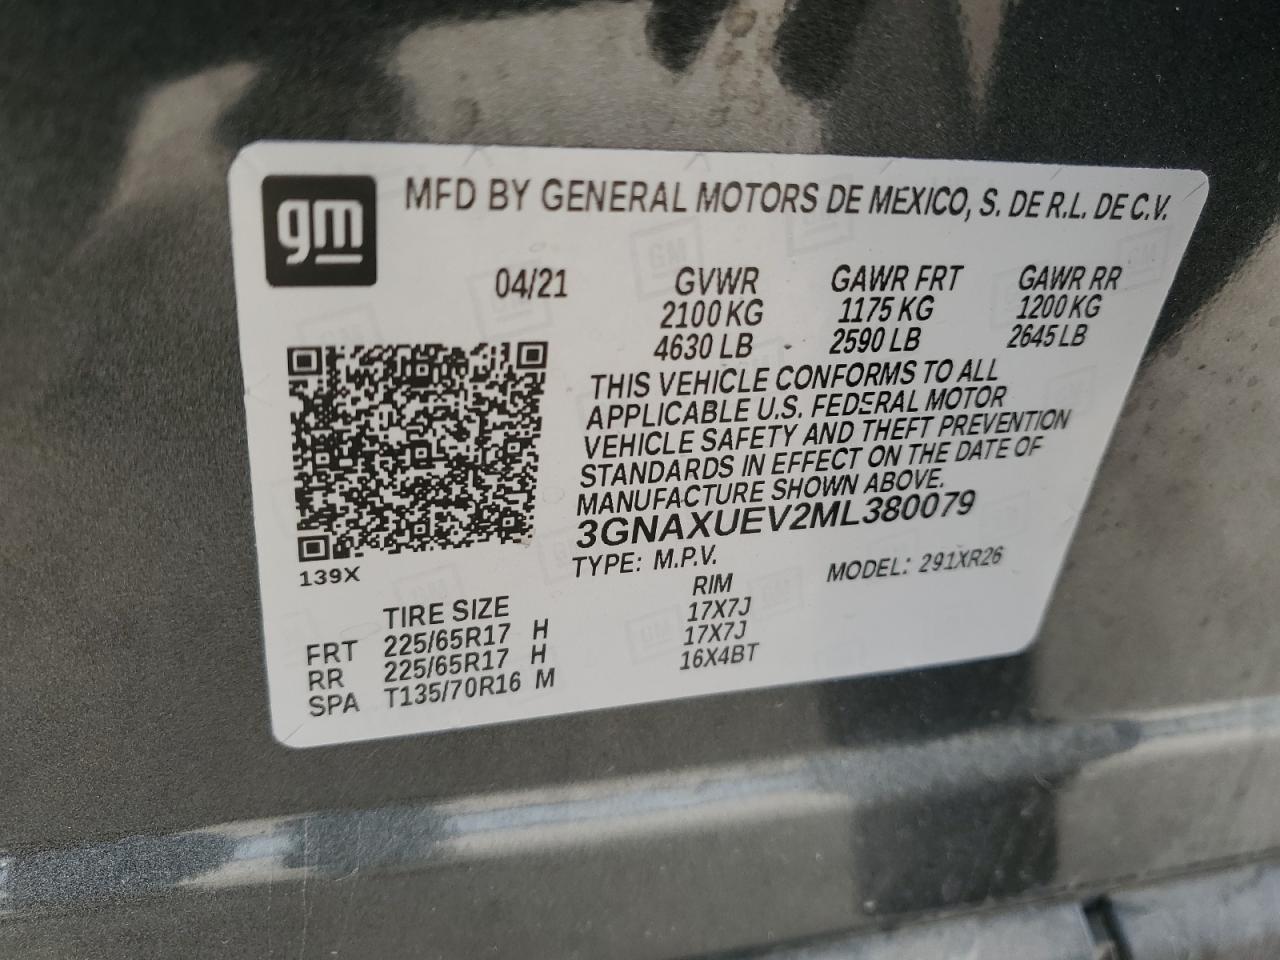 gm
MFD BY GENERAL MOTORS DE MEXICO, S. DE R.L. DE C.V.
04/21 GVWR GAWR FRT GAWR RR
2100 KG 1175 KG 1200 KG
4630 LB 2590 LB 2645 LB
THIS VEHICLE CONFORMS TO ALL
APPLICABLE U.S. FEDERAL MOTOR
VEHICLE SAFETY AND THEFT PREVENTION
STANDARDS IN EFFECT ON THE DATE OF
MANUFACTURE SHOWN ABOVE.
3GNAXUEV2ML380079
TYPE: M.P.V. MODEL: 291XR26
139X
TIRE SIZE RIM
FRT 225/65R17 H 17X7J
RR 225/65R17 H 17X7J
SPA T135/70R16 M 16X4BT